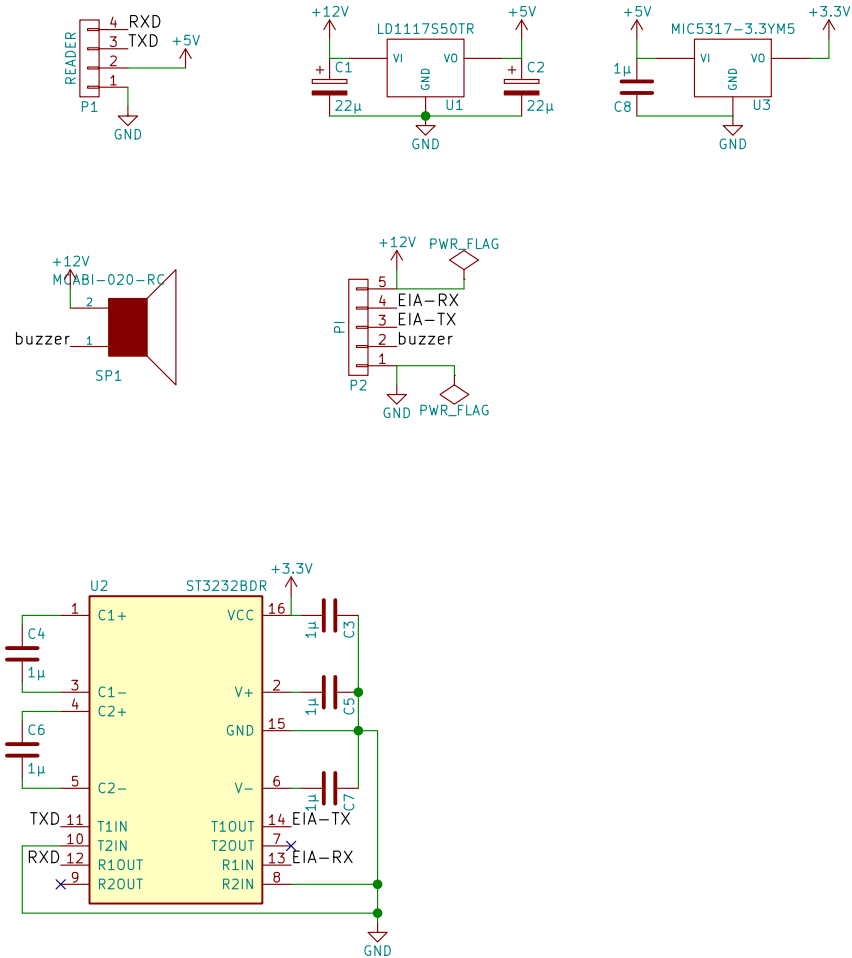 4 RXD
3 TXD
2 +5V
1
READER
P1
GND
+12V
LD1117S50TR
+5V
VI GND VO
+ C1
22µ
U1
+ C2
22µ
GND
+5V
MIC5317-3.3YM5
+3.3V
VI GND VO
1µ
C8
U3
GND
+12V
MCABI-020-RC
2
buzzer 1
SP1
+12V PWR_FLAG
5
4 EIA-RX
3 EIA-TX
2 buzzer
1
PI
P2
GND PWR_FLAG
+3.3V
U2 ST3232BDR
1 C1+ VCC 16
1µ C3
C4
1µ
3 C1- V+ 2
1µ C5
4 C2+
GND 15
C6
1µ
5 C2- V- 6
1µ C7
TXD 11 T1IN T1OUT 14 EIA-TX
10 T2IN T2OUT 7
RXD 12 R1OUT R1IN 13 EIA-RX
9 R2OUT R2IN 8
GND